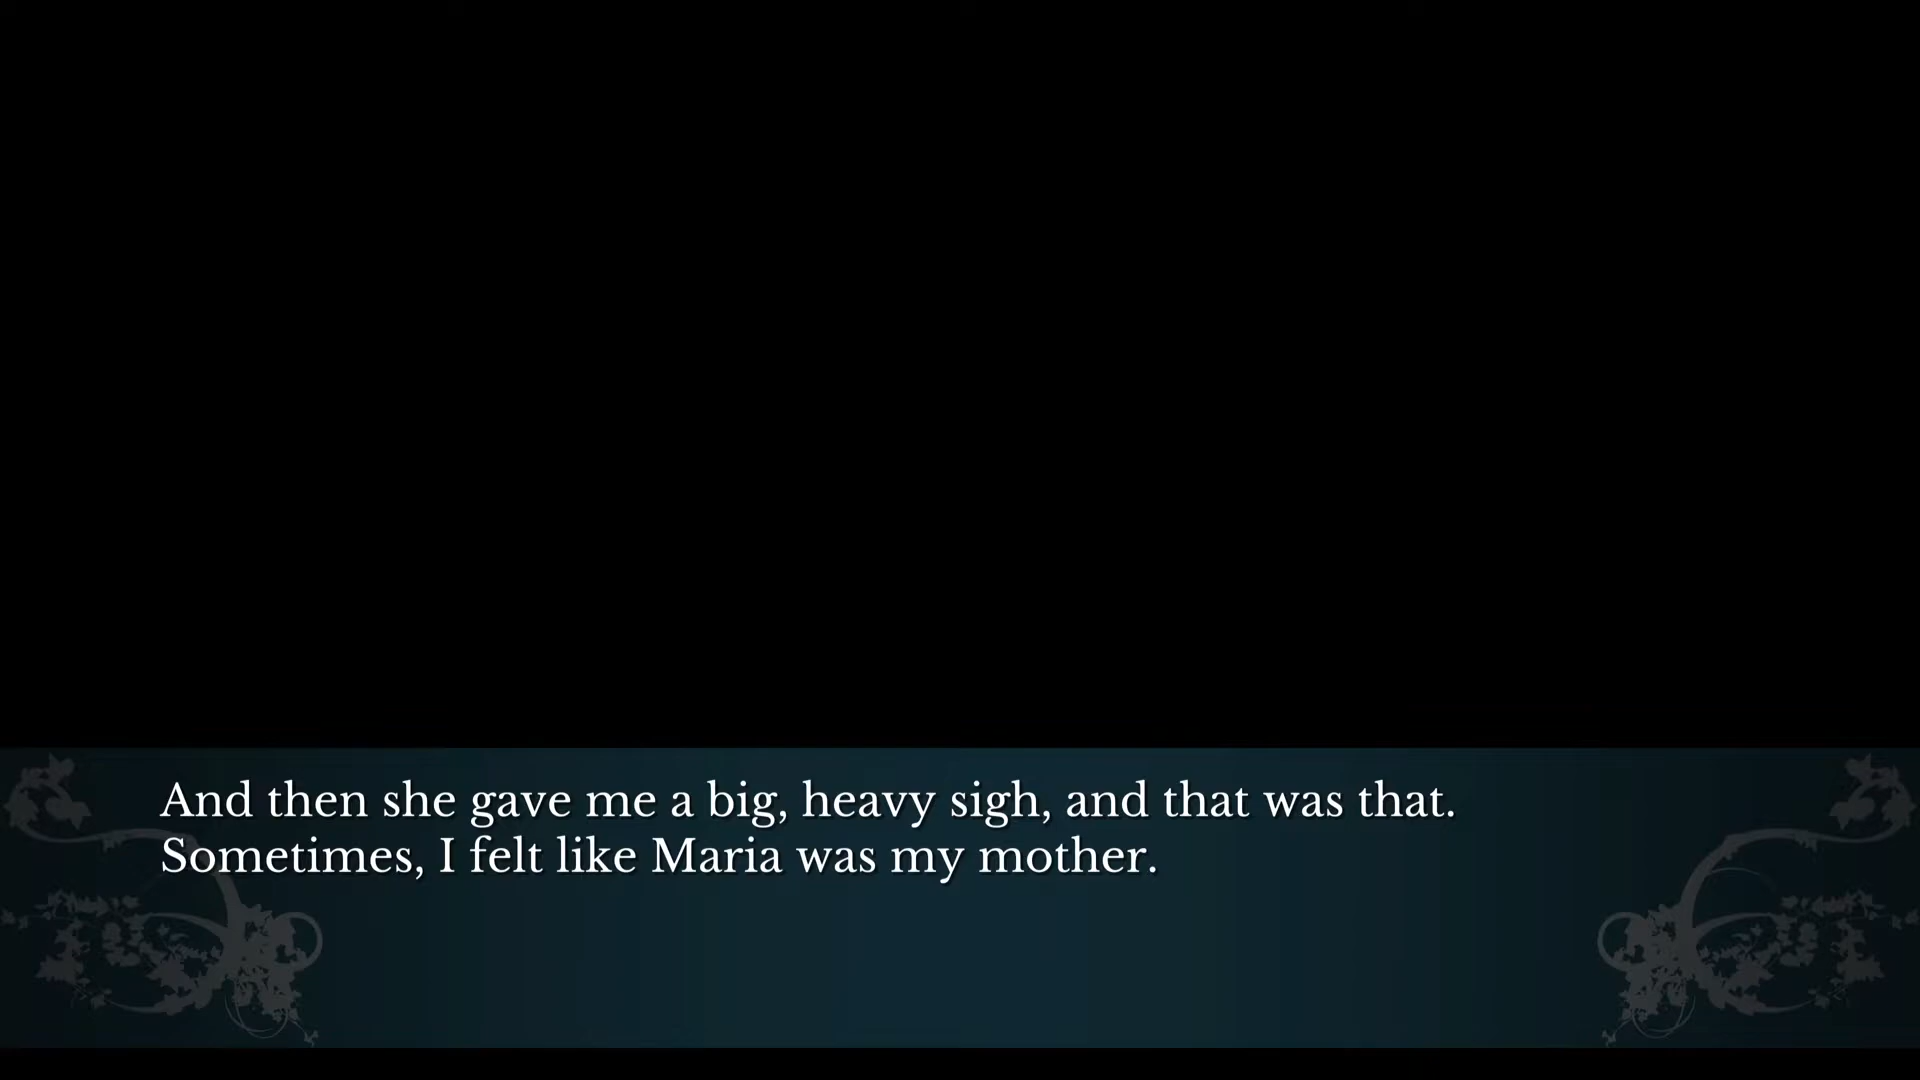 And then she gave me a big, heavy sigh, and that was that.
Sometimes, I felt like Maria was my mother.